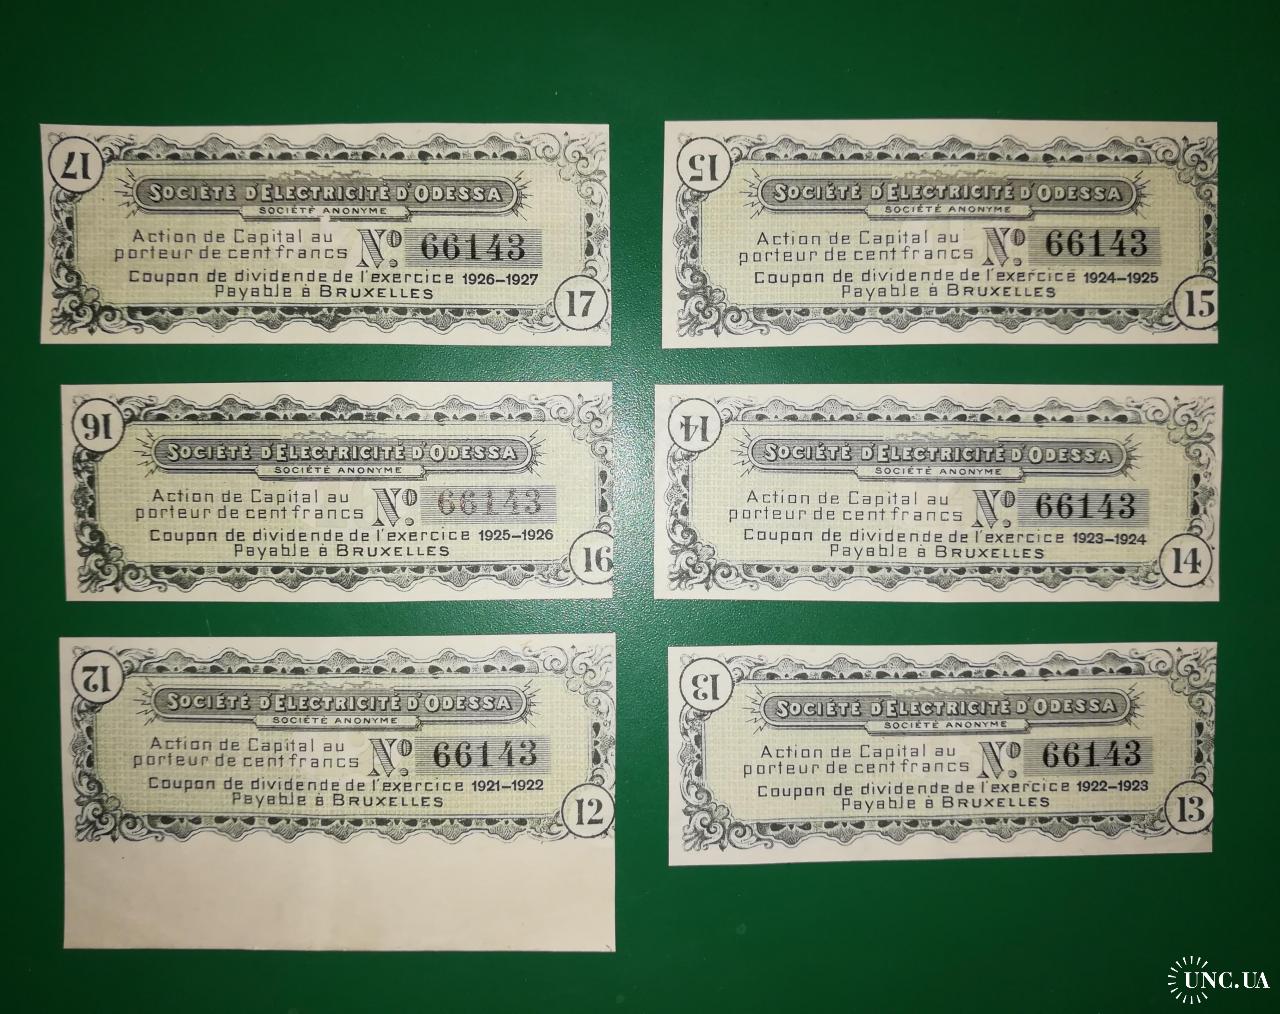 17
SOCIÉTÉ D'ELECTRICITÉ D'ODESSA
SOCIÉTÉ ANONYME
Action de Capital au
porteur de cent francs
Nº. 66143
Coupon de dividende de l'exercice 1926-1927
Payable à BRUXELLES
17
15
SOCIÉTÉ D'ELECTRICITÉ D'ODESSA
SOCIÉTÉ ANONYME
Action de Capital au
porteur de cent francs
Nº. 66143
Coupon de dividende de l'exercice 1924-1925
Payable à BRUXELLES
15
16
SOCIÉTÉ D'ELECTRICITÉ D'ODESSA
SOCIÉTÉ ANONYME
Action de Capital au
porteur de cent francs
Nº. 66143
Coupon de dividende de l'exercice 1925-1926
Payable à BRUXELLES
16
14
SOCIÉTÉ D'ELECTRICITÉ D'ODESSA
SOCIÉTÉ ANONYME
Action de Capital au
porteur de cent francs
Nº. 66143
Coupon de dividende de l'exercice 1923-1924
Payable à BRUXELLES
14
12
SOCIÉTÉ D'ELECTRICITÉ D'ODESSA
SOCIÉTÉ ANONYME
Action de Capital au
porteur de cent francs
Nº. 66143
Coupon de dividende de l'exercice 1921-1922
Payable à BRUXELLES
12
13
SOCIÉTÉ D'ELECTRICITÉ D'ODESSA
SOCIÉTÉ ANONYME
Action de Capital au
porteur de cent francs
Nº. 66143
Coupon de dividende de l'exercice 1922-1923
Payable à BRUXELLES
13
UNC.UA